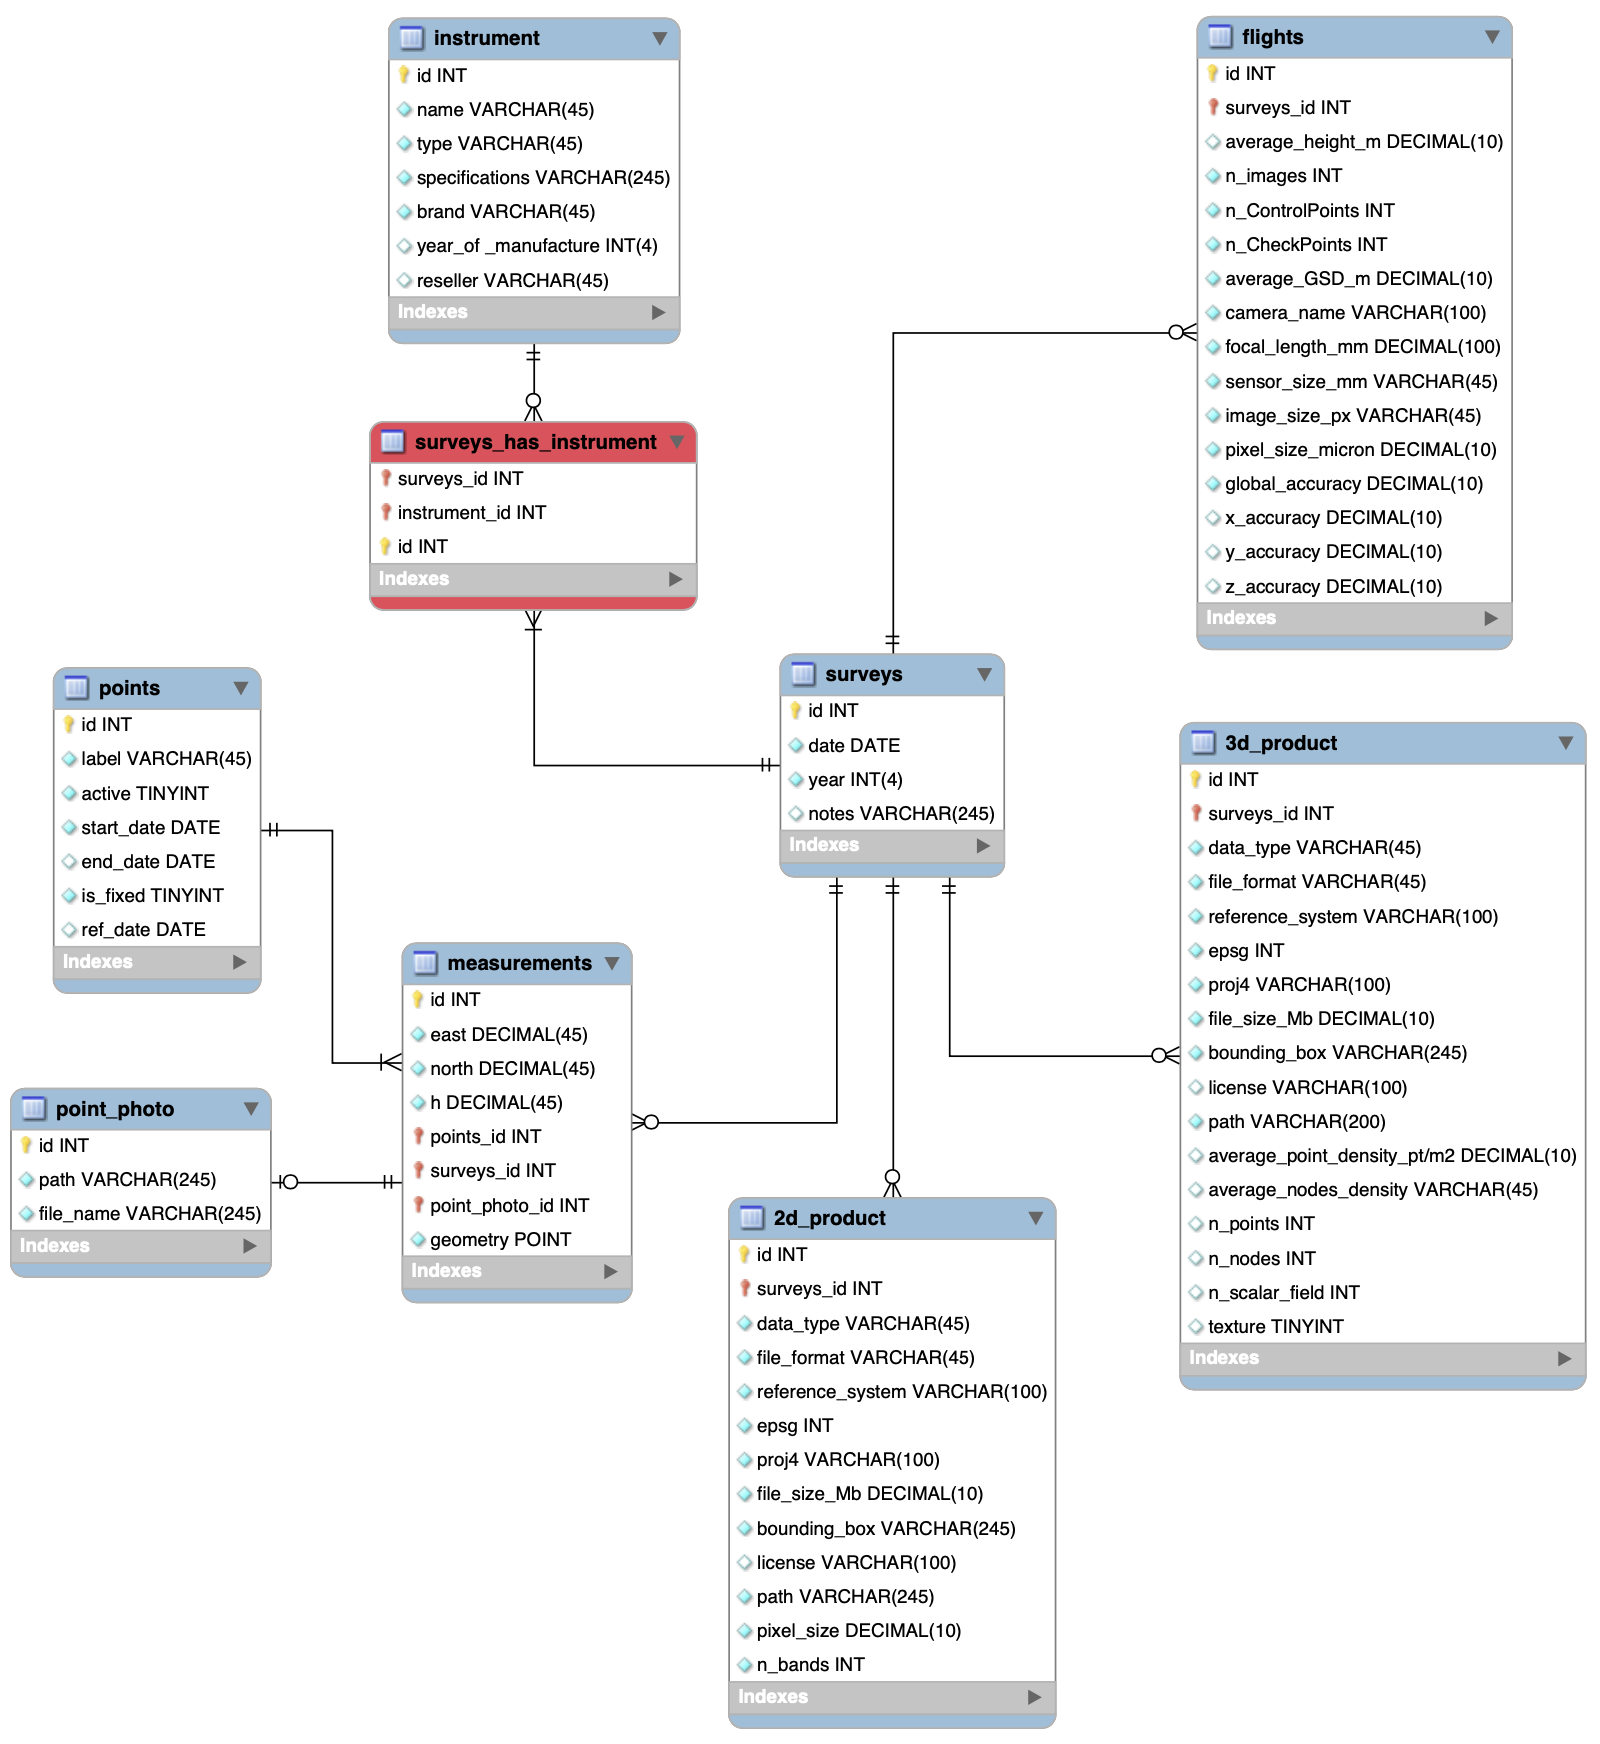 instrument
id INT
name VARCHAR(45)
type VARCHAR(45)
specifications VARCHAR(245)
brand VARCHAR(45)
year_of _manufacture INT(4)
reseller VARCHAR(45)
Indexes
flights
id INT
surveys_id INT
average_height_m DECIMAL(10)
n_images INT
n_ControlPoints INT
n_CheckPoints INT
average_GSD_m DECIMAL(10)
camera_name VARCHAR(100)
focal_length_mm DECIMAL(100)
sensor_size_mm VARCHAR(45)
image_size_px VARCHAR(45)
pixel_size_micron DECIMAL(10)
global_accuracy DECIMAL(10)
x_accuracy DECIMAL(10)
y_accuracy DECIMAL(10)
z_accuracy DECIMAL(10)
Indexes
surveys_has_instrument
surveys_id INT
instrument_id INT
id INT
Indexes
points
id INT
label VARCHAR(45)
active TINYINT
start_date DATE
end_date DATE
is_fixed TINYINT
ref_date DATE
Indexes
surveys
id INT
date DATE
year INT(4)
notes VARCHAR(245)
Indexes
3d_product
id INT
surveys_id INT
data_type VARCHAR(45)
file_format VARCHAR(45)
reference_system VARCHAR(100)
epsg INT
proj4 VARCHAR(100)
file_size_Mb DECIMAL(10)
bounding_box VARCHAR(245)
license VARCHAR(100)
path VARCHAR(200)
average_point_density_pt/m2 DECIMAL(10)
average_nodes_density VARCHAR(45)
n_points INT
n_nodes INT
n_scalar_field INT
texture TINYINT
Indexes
measurements
id INT
east DECIMAL(45)
north DECIMAL(45)
h DECIMAL(45)
points_id INT
surveys_id INT
point_photo_id INT
geometry POINT
Indexes
point_photo
id INT
path VARCHAR(245)
file_name VARCHAR(245)
Indexes
2d_product
id INT
surveys_id INT
data_type VARCHAR(45)
file_format VARCHAR(45)
reference_system VARCHAR(100)
epsg INT
proj4 VARCHAR(100)
file_size_Mb DECIMAL(10)
bounding_box VARCHAR(245)
license VARCHAR(100)
path VARCHAR(245)
pixel_size DECIMAL(10)
n_bands INT
Indexes